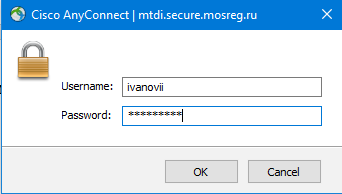 Cisco AnyConnect | mtdi.secure.mosreg.ru
Username: ivanovii
Password: *********
OK Cancel